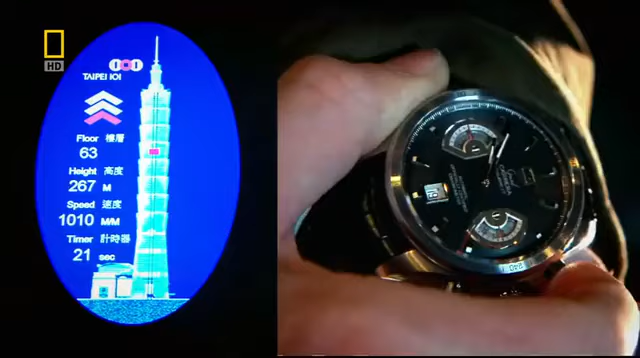 HD
TAIPEI 101
Floor 樓層
63
Height 高度
267 M
Speed 速度
1010 M/M
Timer 計時器
21 sec
240